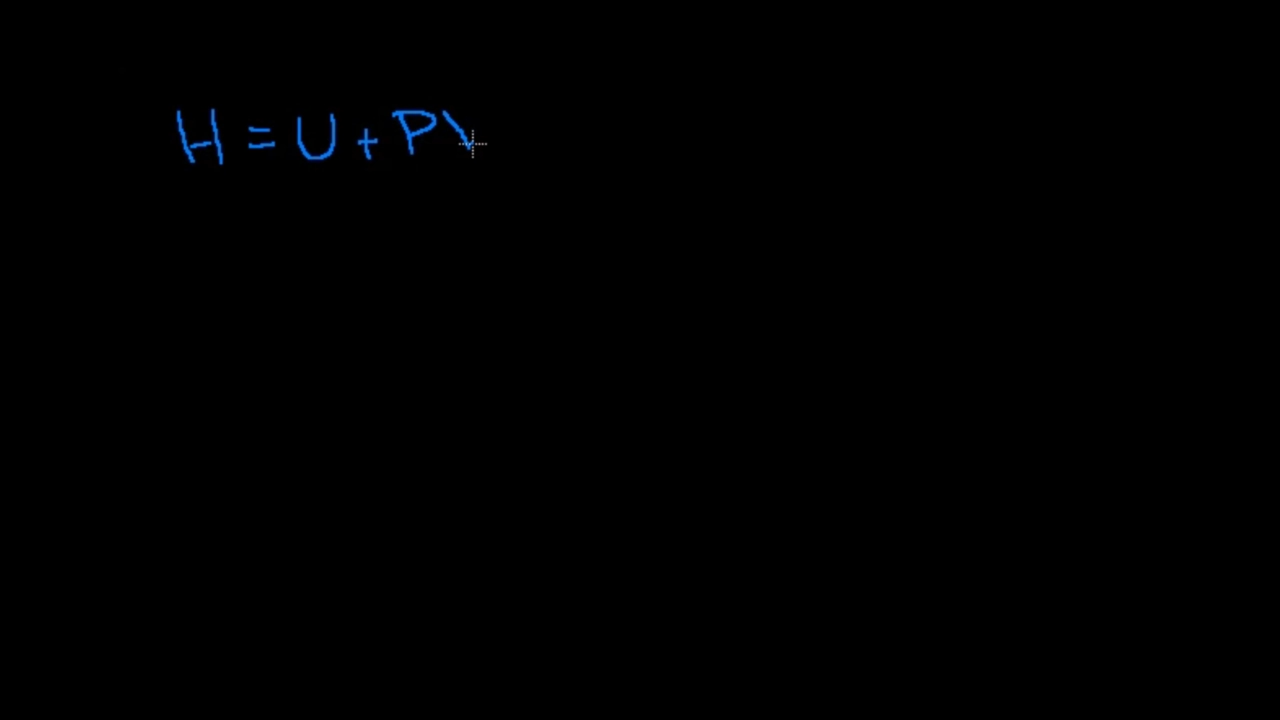 H = U + PV